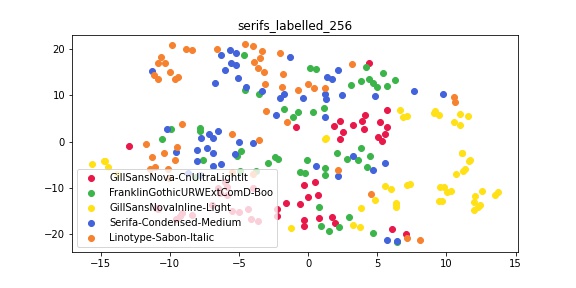 serifs_labelled_256
20
10
0
−10
−20
GillSansNova-CnUltraLightIt
FranklinGothicURWExtComD-Boo
GillSansNovaInline-Light
Serifa-Condensed-Medium
Linotype-Sabon-Italic
−15 −10 −5 0 5 10 15